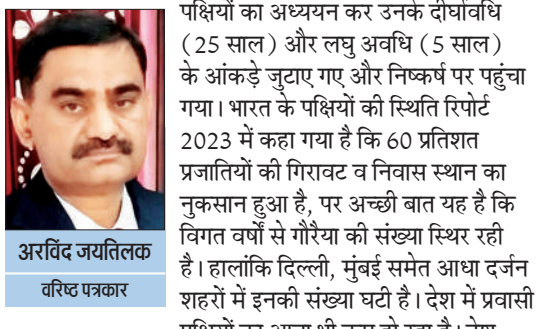 पक्षियों का अध्ययन कर उनके दीर्घावधि
(25 साल) और लघु अवधि (5 साल)
के आंकड़े जुटाए गए और निष्कर्ष पर पहुंचा
गया। भारत के पक्षियों की स्थिति रिपोर्ट
2023 में कहा गया है कि 60 प्रतिशत
प्रजातियों की गिरावट व निवास स्थान का
नुकसान हुआ है, पर अच्छी बात यह है कि
विगत वर्षों से गौरैया की संख्या स्थिर रही
है। हालांकि दिल्ली, मुंबई समेत आधा दर्जन
शहरों में इनकी संख्या घटी है। देश में प्रवासी
अरविंद जयतिलक
वरिष्ठ पत्रकार